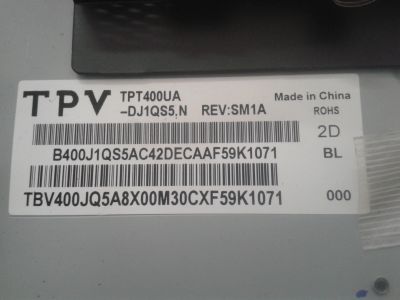 TPV TPT400UA Made in China
-DJ1QS5.N REV:SM1A ROHS
2D
B400J1QS5AC42DECAAF59K1071 BL
TBV400JQ5A8X00M30CXF59K1071 000